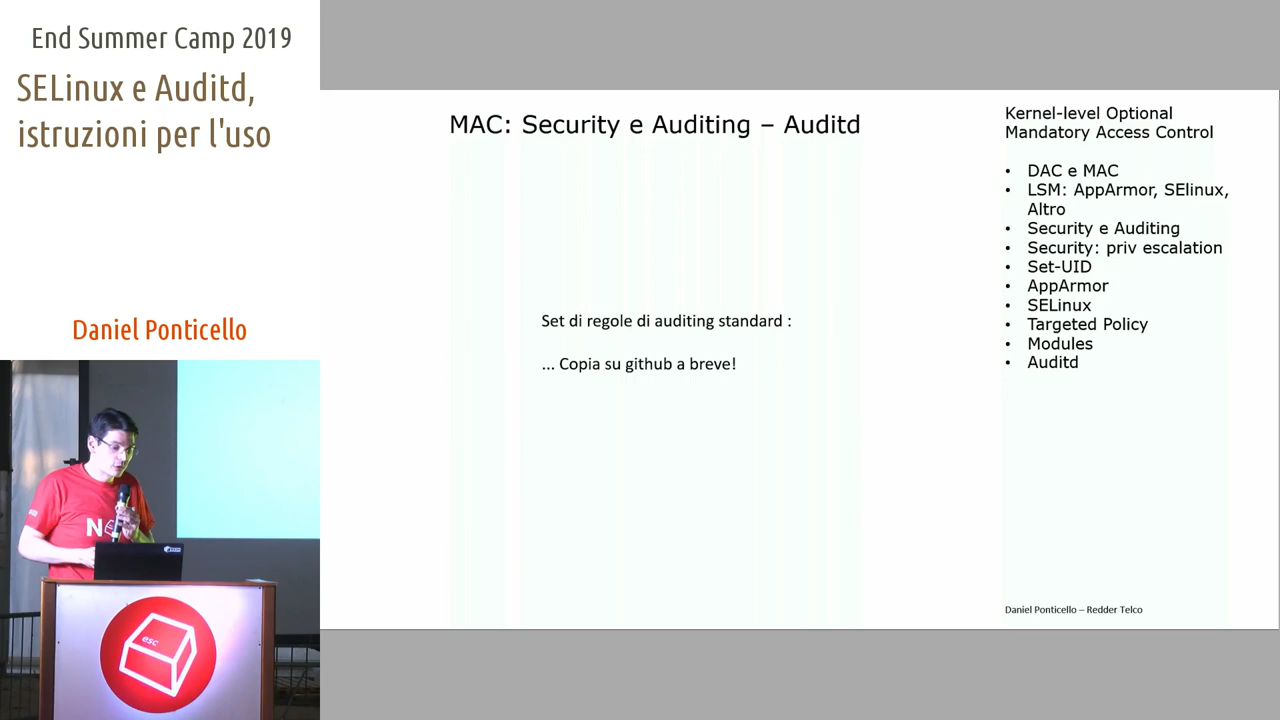 End Summer Camp 2019
SELinux e Auditd,
istruzioni per l'uso
Daniel Ponticello
MAC: Security e Auditing – Auditd
Set di regole di auditing standard :
... Copia su github a breve!
Kernel-level Optional
Mandatory Access Control
• DAC e MAC
• LSM: AppArmor, SElinux,
Altro
• Security e Auditing
• Security: priv escalation
• Set-UID
• AppArmor
• SELinux
• Targeted Policy
• Modules
• Auditd
Daniel Ponticello – Redder Telco
esc